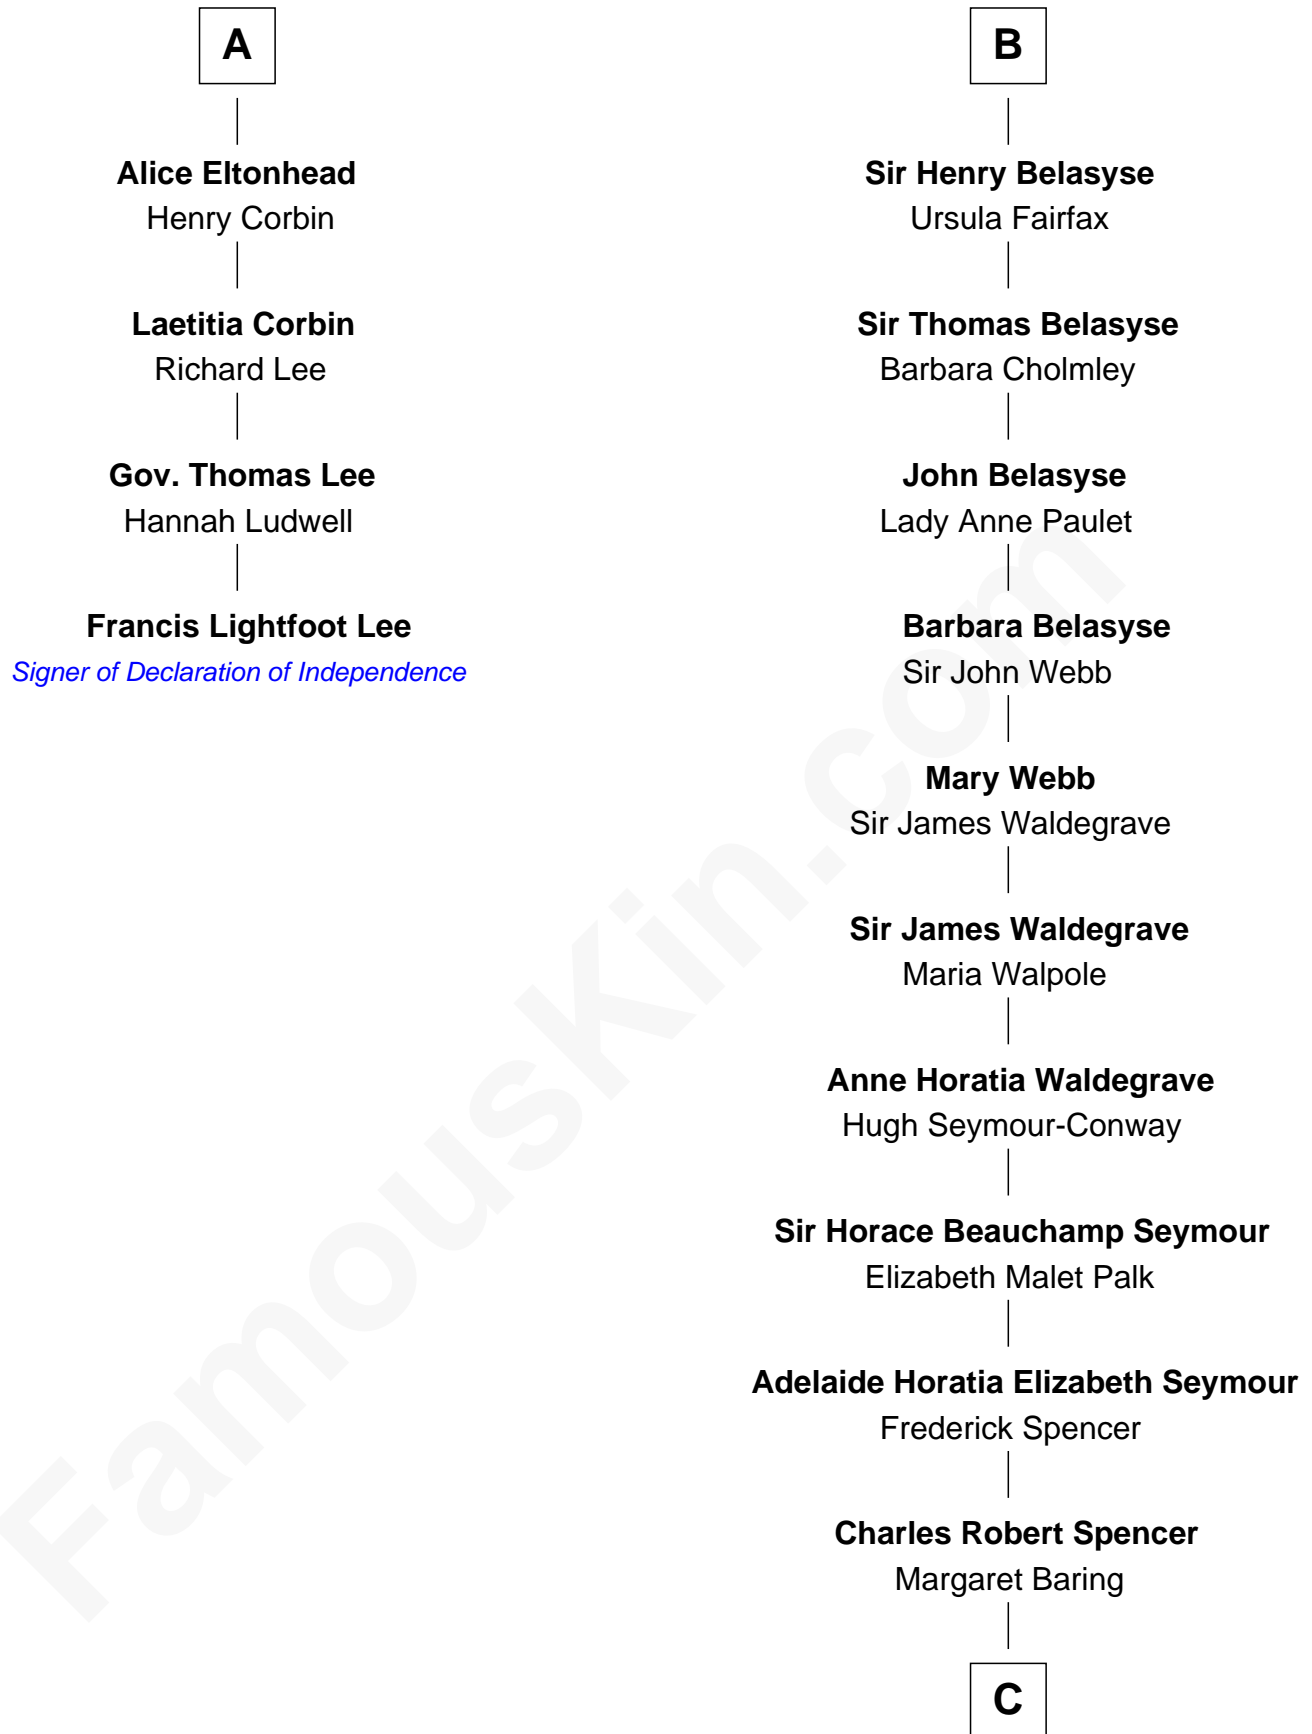 A
Alice Eltonhead
Henry Corbin
Laetitia Corbin
Richard Lee
Gov. Thomas Lee
Hannah Ludwell
Francis Lightfoot Lee
Signer of Declaration of Independence
B
Sir Henry Belasyse
Ursula Fairfax
Sir Thomas Belasyse
Barbara Cholmley
John Belasyse
Lady Anne Paulet
Barbara Belasyse
Sir John Webb
Mary Webb
Sir James Waldegrave
Sir James Waldegrave
Maria Walpole
Anne Horatia Waldegrave
Hugh Seymour-Conway
Sir Horace Beauchamp Seymour
Elizabeth Malet Palk
Adelaide Horatia Elizabeth Seymour
Frederick Spencer
Charles Robert Spencer
Margaret Baring
C
FamousKin.com